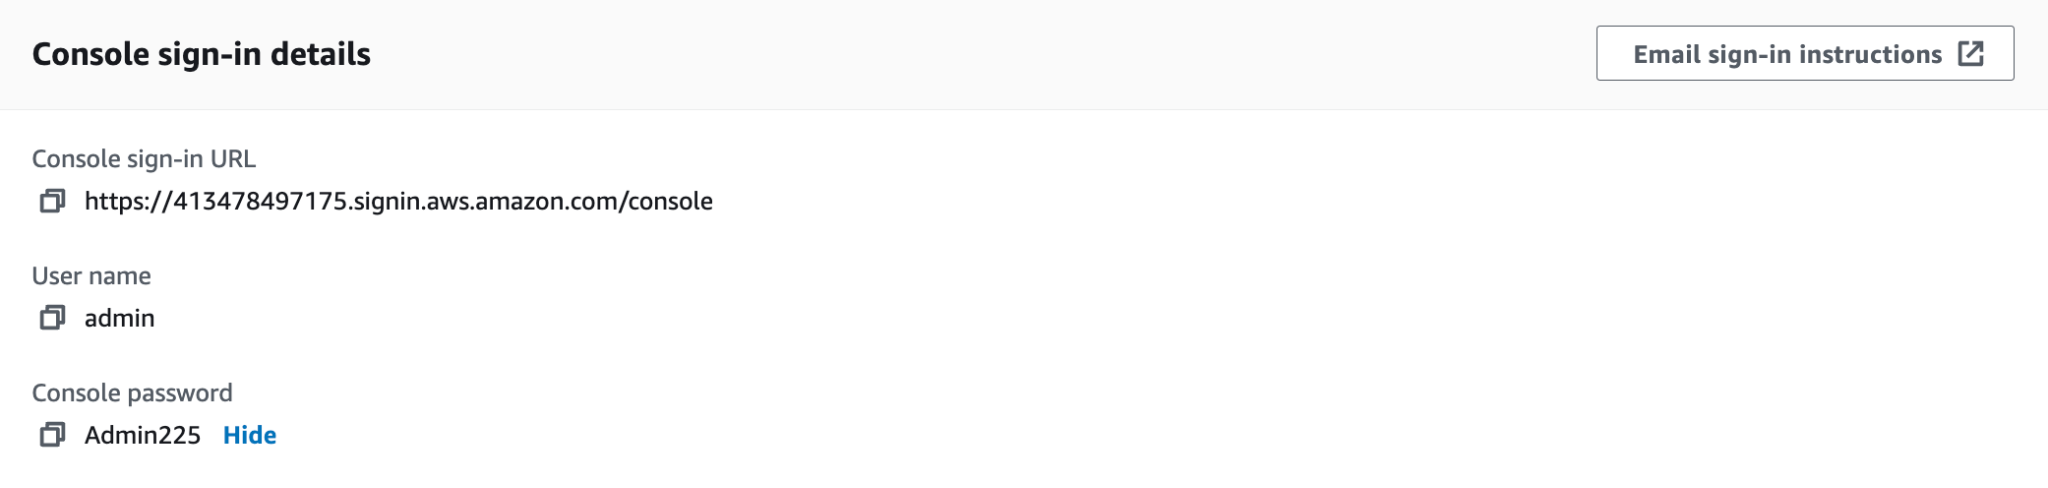 Console sign-in details
Email sign-in instructions
Console sign-in URL
https://413478497175.signin.aws.amazon.com/console
User name
admin
Console password
Admin225 Hide